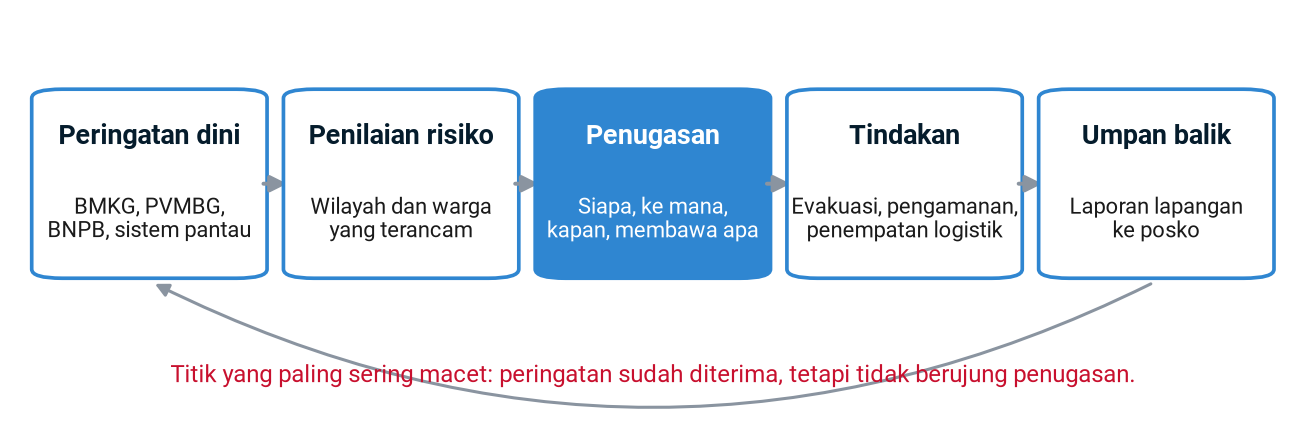 Peringatan dini
BMKG, PVMBG,
BNPB, sistem pantau
Penilaian risiko
Wilayah dan warga
yang terancam
Penugasan
Siapa, ke mana,
kapan, membawa apa
Tindakan
Evakuasi, pengamanan,
penempatan logistik
Umpan balik
Laporan lapangan
ke posko
Titik yang paling sering macet: peringatan sudah diterima, tetapi tidak berujung penugasan.